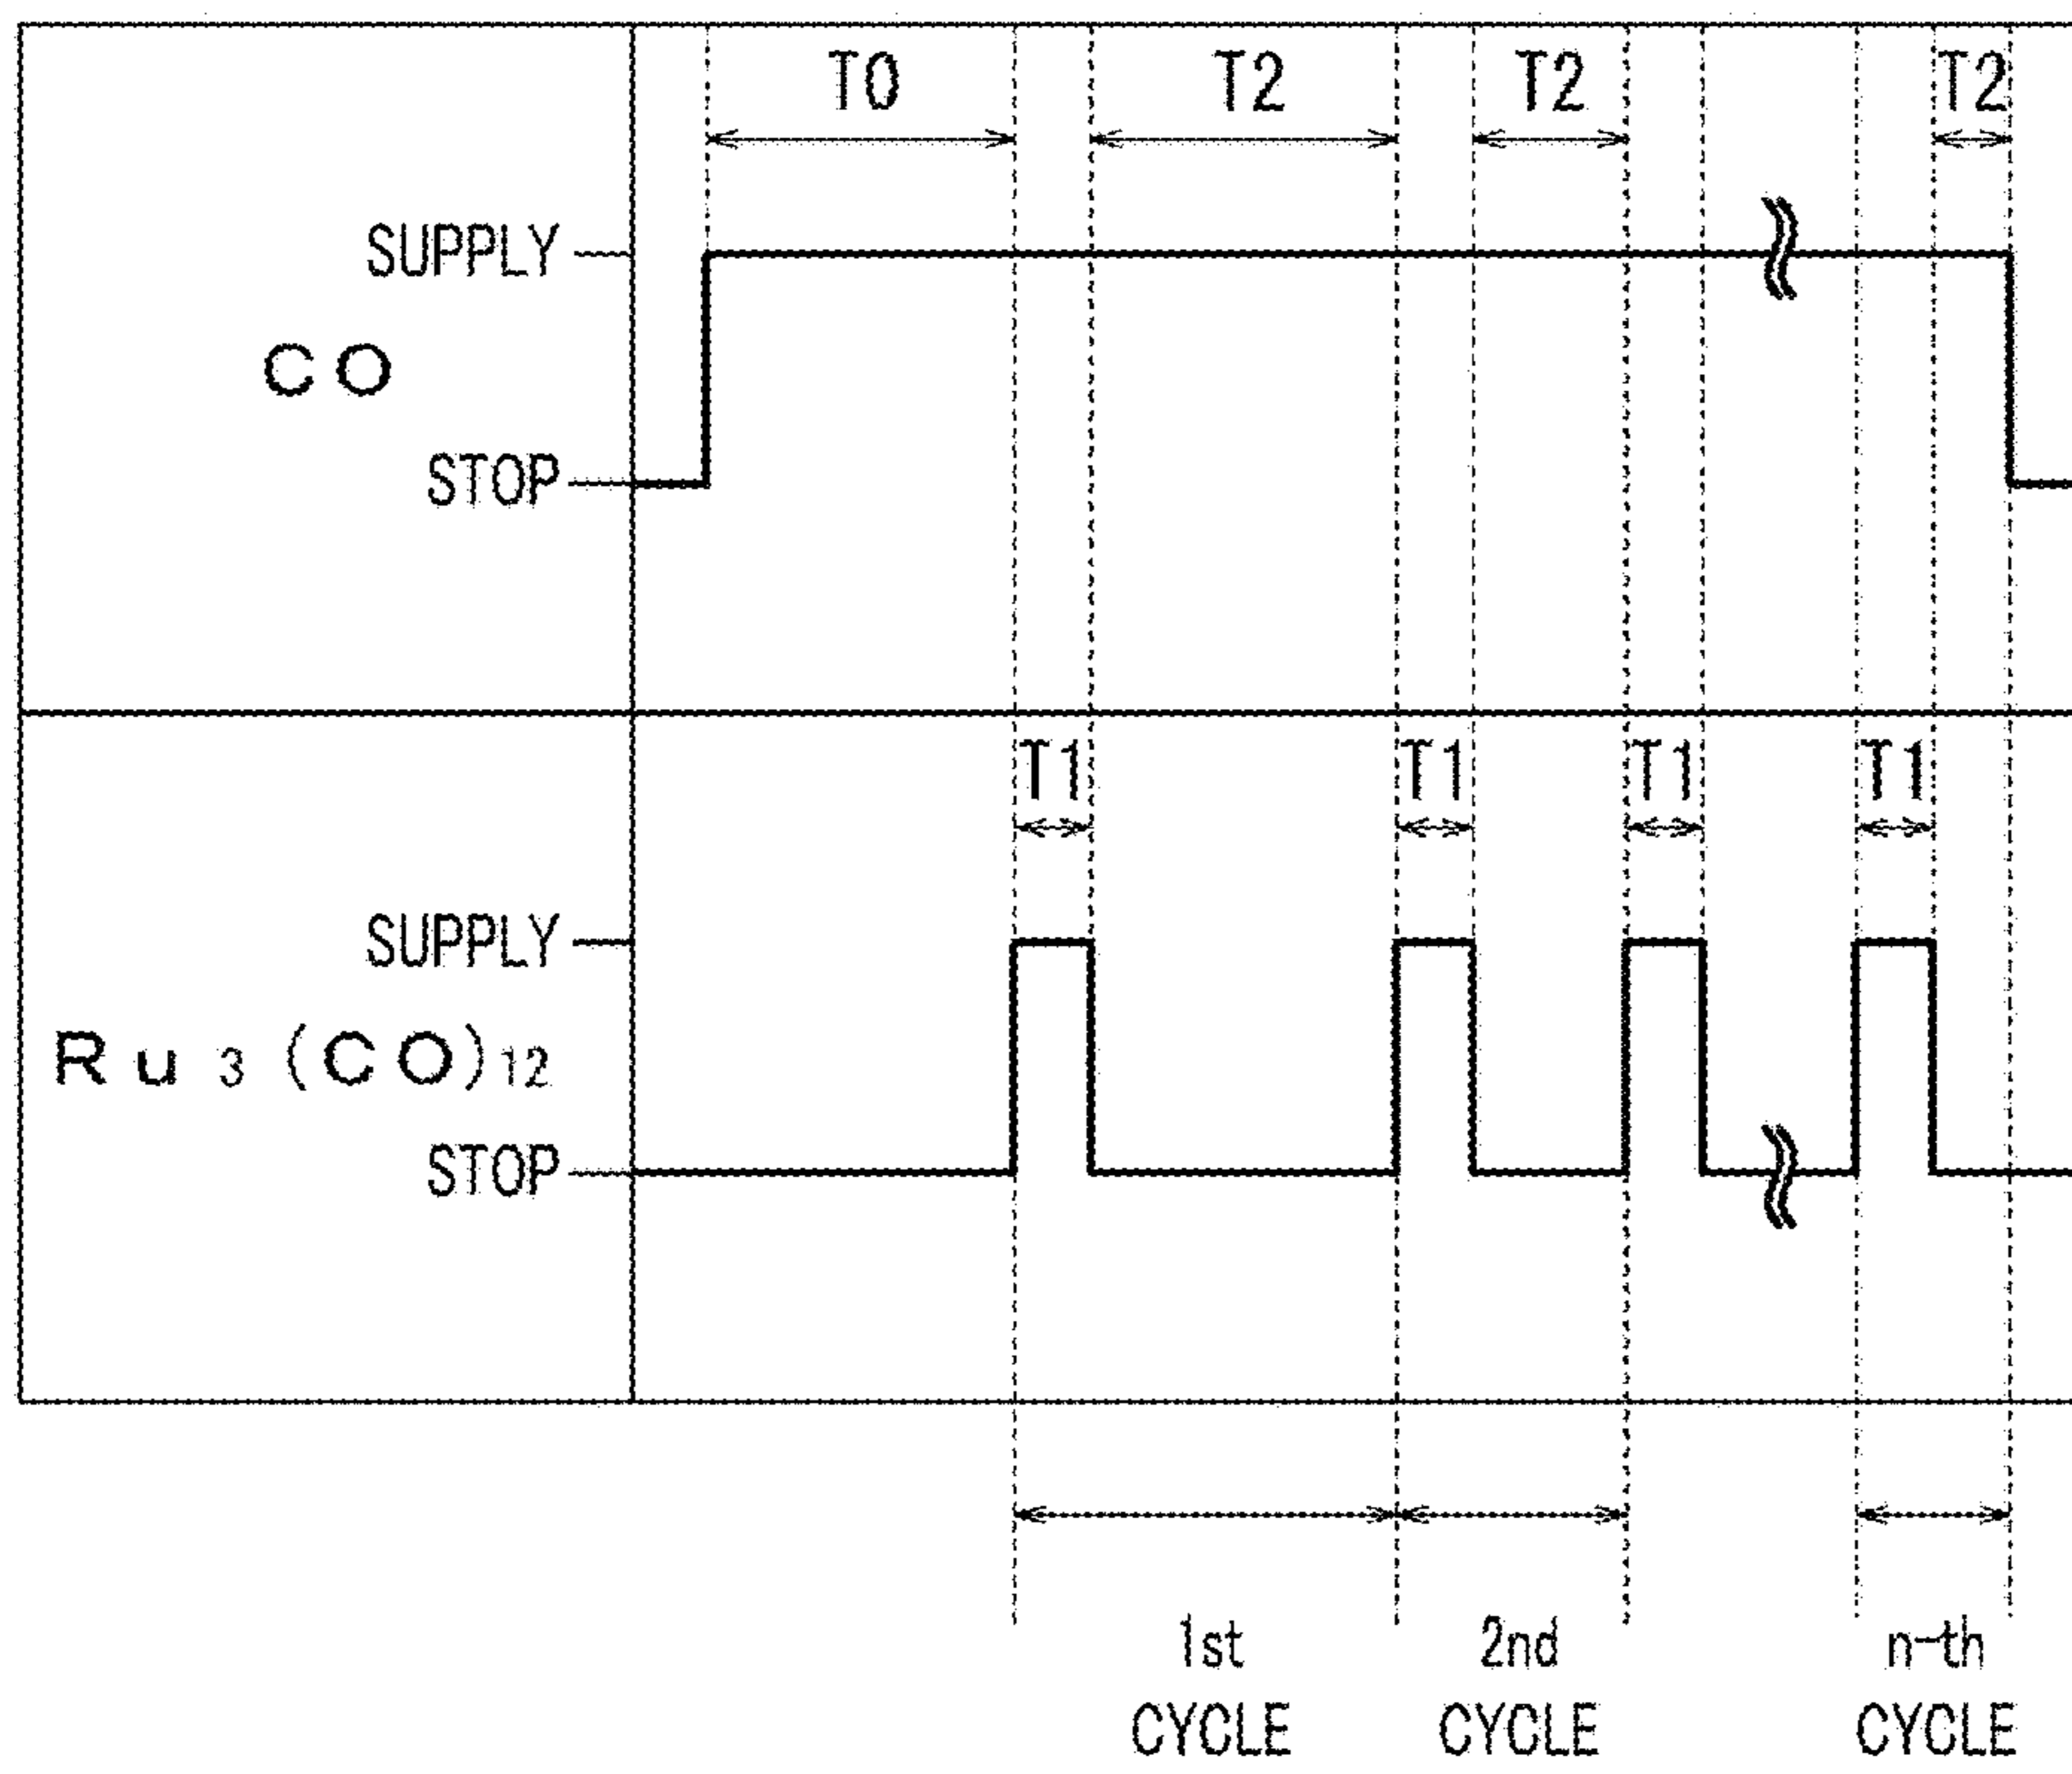 T0 T2 T2 T2
SUPPLY
CO
STOP
T1 T1 T1 T1
SUPPLY
Ru3(CO)12
STOP
1st 2nd n-th
CYCLE CYCLE CYCLE